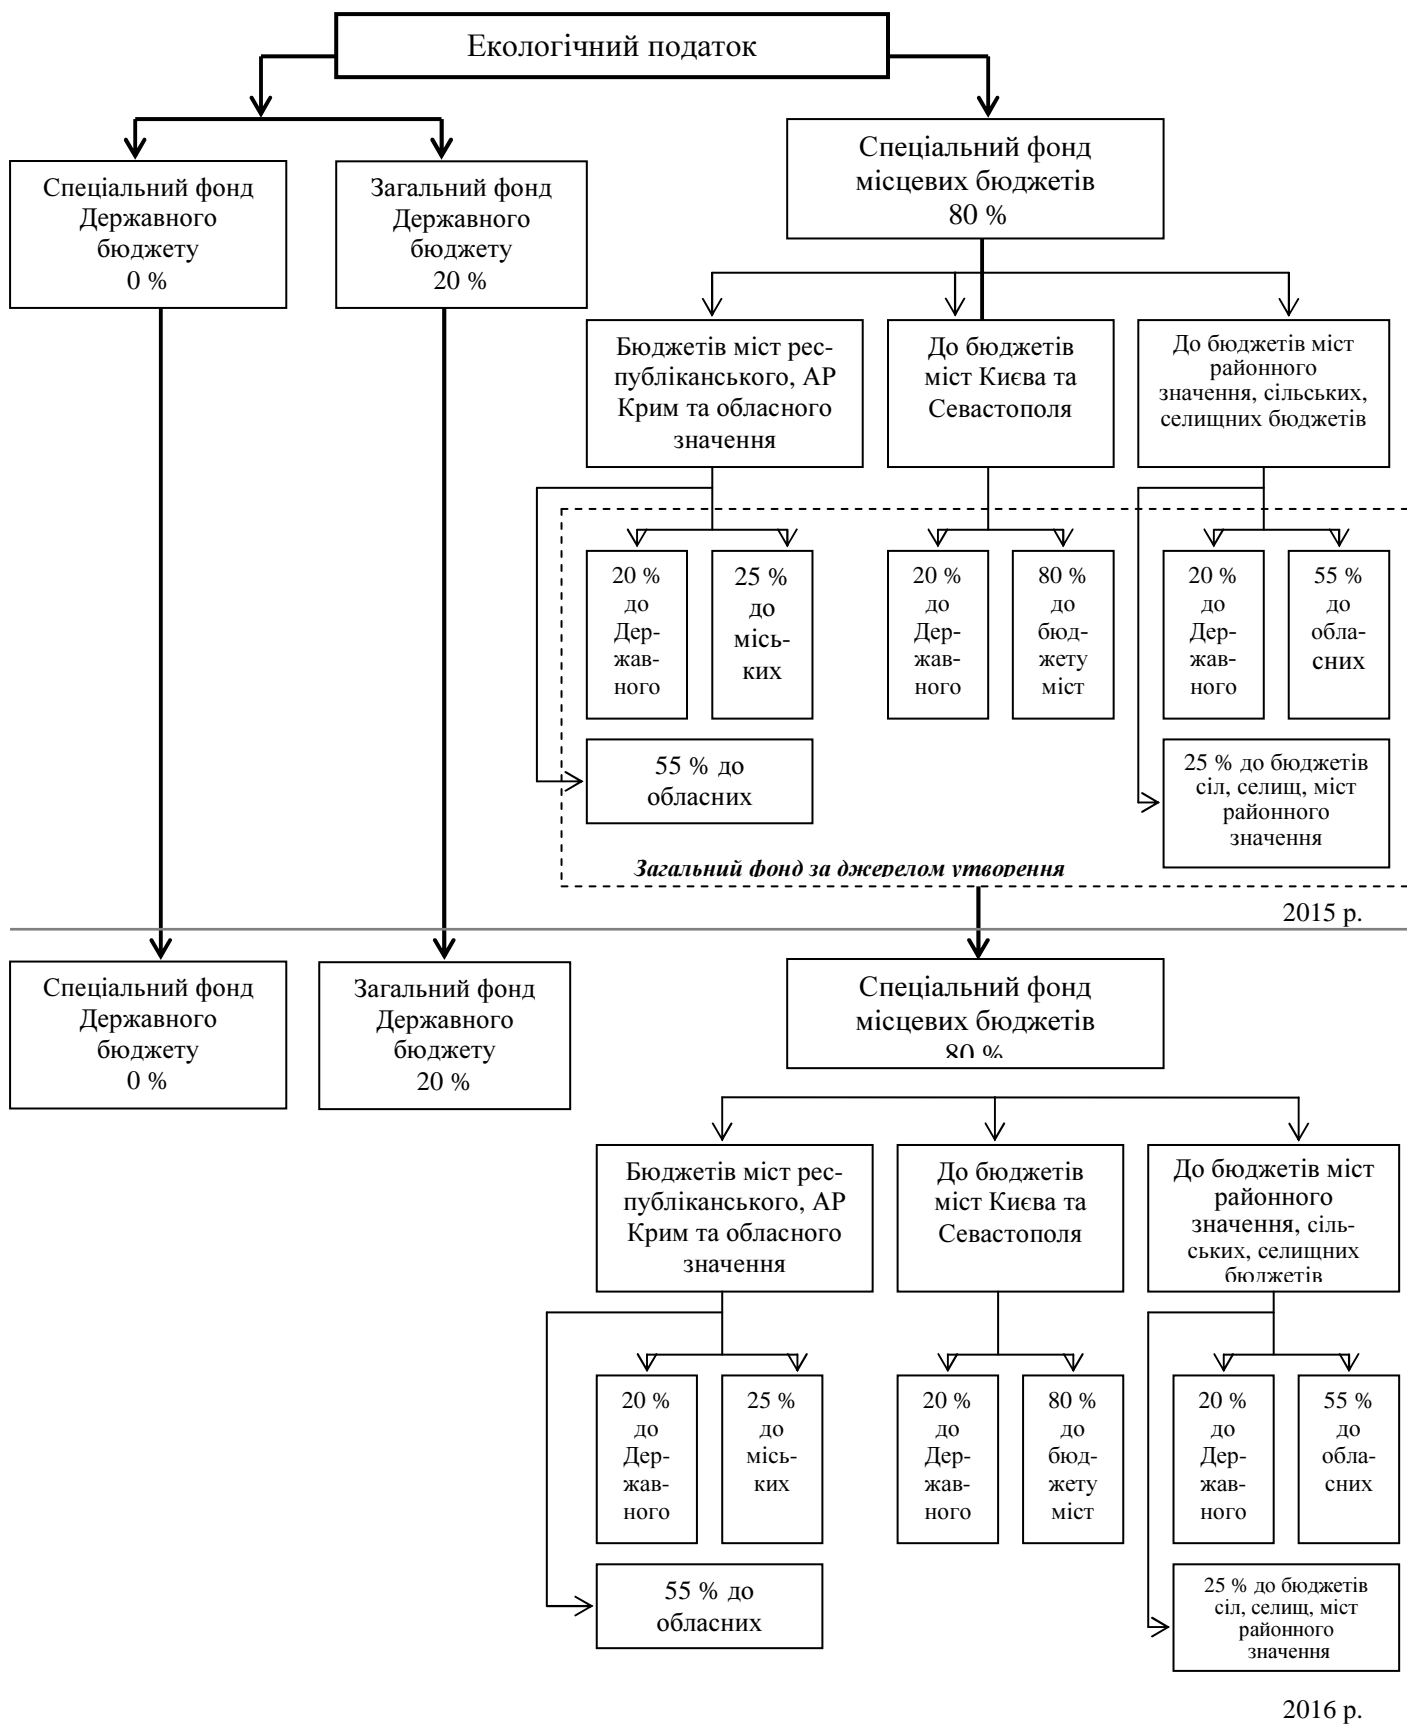 Екологічний податок
Спеціальний фонд
Державного
бюджету
0 %
Загальний фонд
Державного
бюджету
20 %
Спеціальний фонд
місцевих бюджетів
80 %
Бюджетів міст рес-
публіканського, АР
Крим та обласного
значення
До бюджетів
міст Києва та
Севастополя
До бюджетів міст
районного
значення, сільських,
селищних бюджетів
20 %
до
Дер-
жав-
ного
25 %
до
місь-
ких
20 %
до
Дер-
жав-
ного
80 %
до
бюд-
жету
міст
20 %
до
Дер-
жав-
ного
55 %
до
обла-
сних
55 % до
обласних
25 % до бюджетів
сіл, селищ, міст
районного
значення
Загальний фонд за джерелом утворення
2015 р.
Спеціальний фонд
Державного
бюджету
0 %
Загальний фонд
Державного
бюджету
20 %
Спеціальний фонд
місцевих бюджетів
80 %
Бюджетів міст рес-
публіканського, АР
Крим та обласного
значення
До бюджетів
міст Києва та
Севастополя
До бюджетів міст
районного
значення, сіль-
ських, селищних
бюджетів
20 %
до
Дер-
жав-
ного
25 %
до
місь-
ких
20 %
до
Дер-
жав-
ного
80 %
до
бюд-
жету
міст
20 %
до
Дер-
жав-
ного
55 %
до
обла-
сних
55 % до
обласних
25 % до бюджетів
сіл, селищ, міст
районного
значення
2016 р.